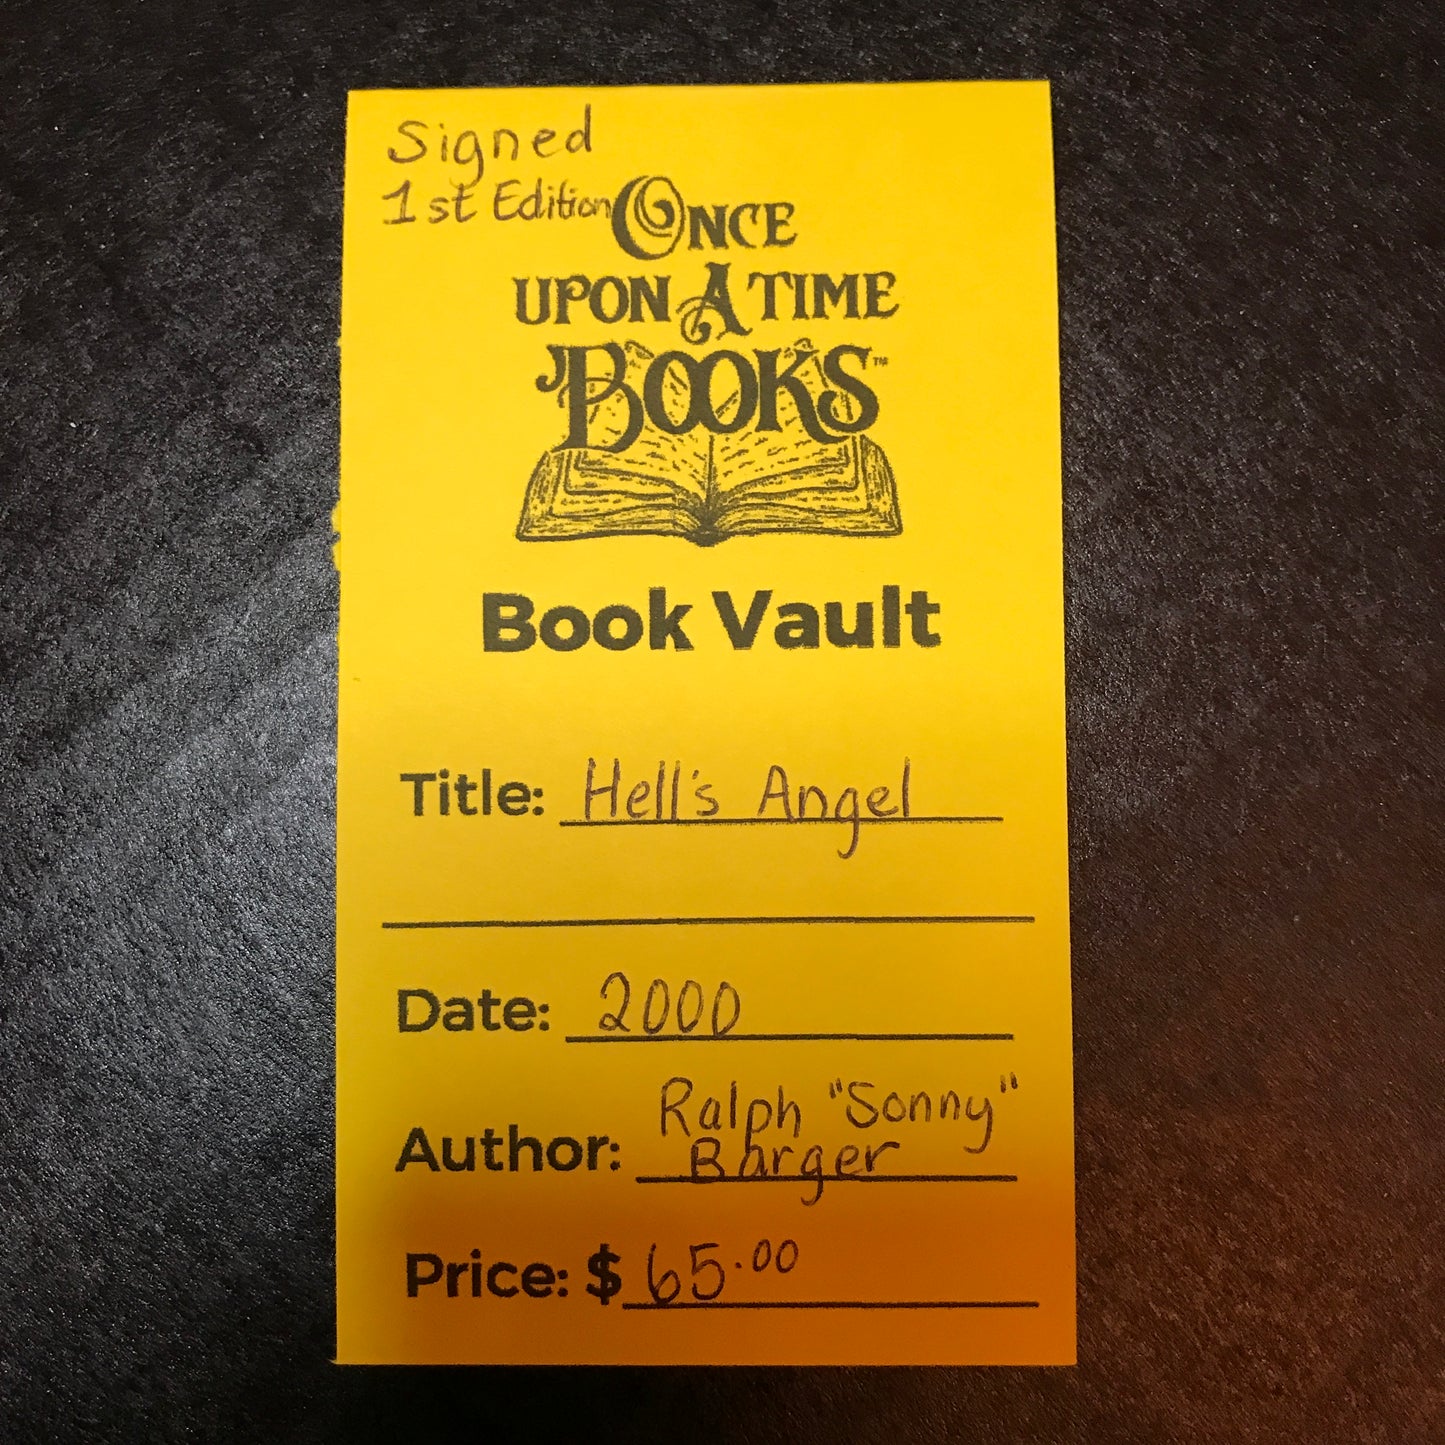 Signed
1st Edition
ONCE
UPON A TIME
BOOKS™
Book Vault
Title: Hell's Angel
Date: 2000
Ralph "Sonny"
Author: Barger
Price: $ 65.00